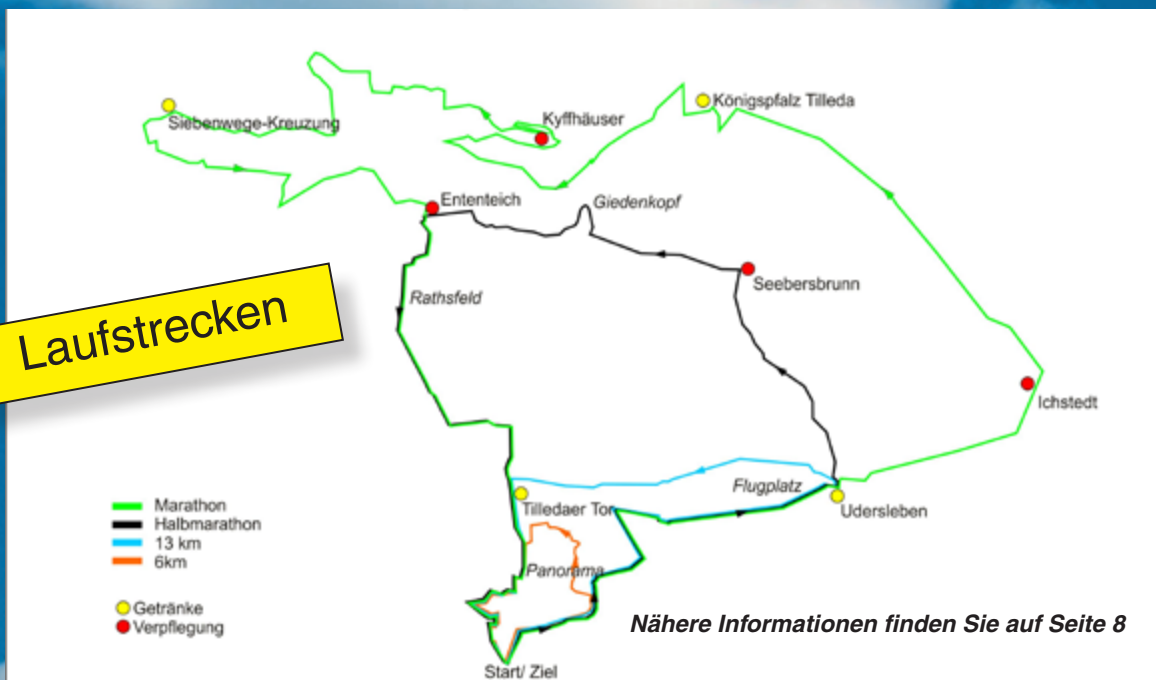 Königspfalz Tilleda
Siebenwege-Kreuzung
Kyffhäuser
Ententeich
Giedenkopf
Seebersbrunn
Rathsfeld
Laufstrecken
Ichstedt
Flugplatz
Udersleben
Tilledaer Tor
Panorama
Marathon
Halbmarathon
13 km
6km
Getränke
Verpflegung
Nähere Informationen finden Sie auf Seite 8
Start/ Ziel